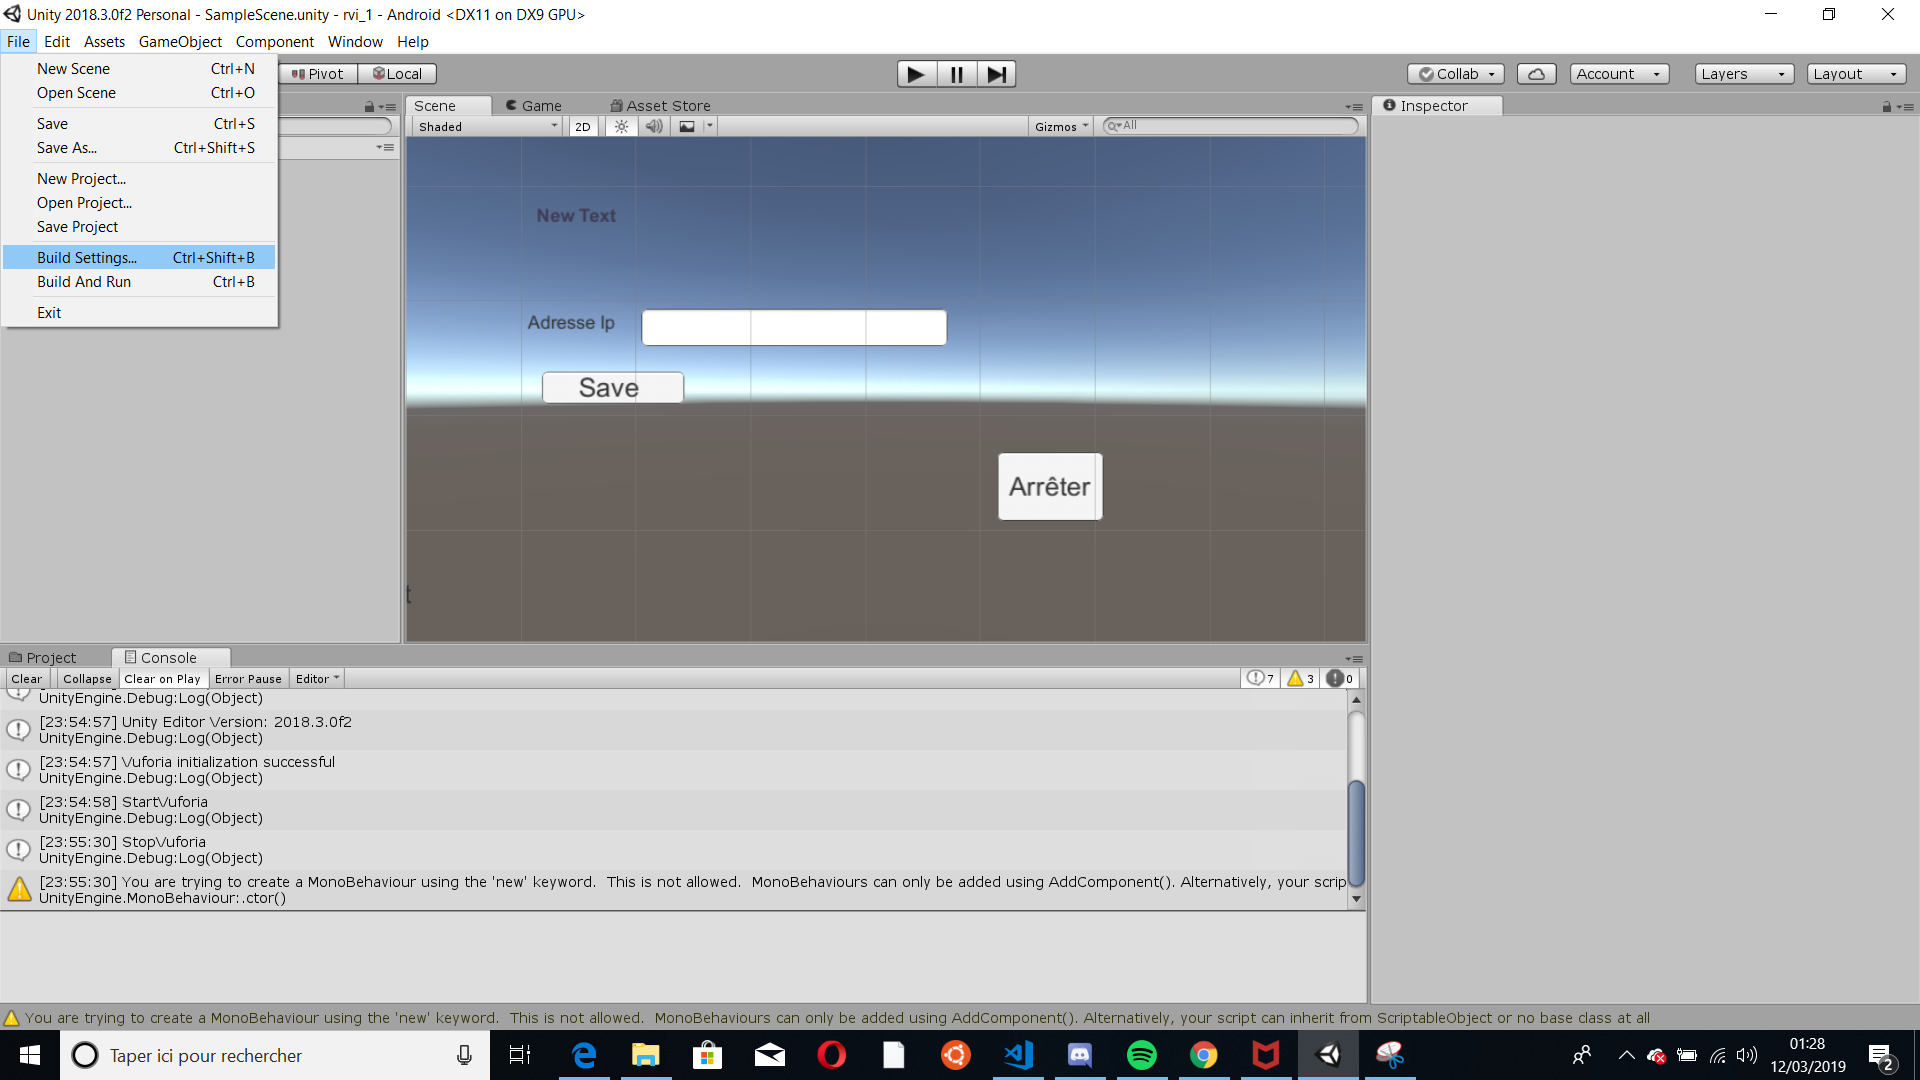 Unity 2018.3.0f2 Personal - SampleScene.unity - rvi_1 - Android <DX11 on DX9 GPU>
File Edit Assets GameObject Component Window Help
New Scene Ctrl+N
Open Scene Ctrl+O
Save Ctrl+S
Save As... Ctrl+Shift+S
New Project...
Open Project...
Save Project
Build Settings... Ctrl+Shift+B
Build And Run Ctrl+B
Exit
Pivot Local
Collab Account Layers Layout
Scene Game Asset Store
Shaded 2D Gizmos All
Inspector
New Text
Adresse Ip
Save
Arrêter
t
Project Console
Clear Collapse Clear on Play Error Pause Editor 7 3 0
UnityEngine.Debug:Log(Object)
[23:54:57] Unity Editor Version: 2018.3.0f2
UnityEngine.Debug:Log(Object)
[23:54:57] Vuforia initialization successful
UnityEngine.Debug:Log(Object)
[23:54:58] StartVuforia
UnityEngine.Debug:Log(Object)
[23:55:30] StopVuforia
UnityEngine.Debug:Log(Object)
[23:55:30] You are trying to create a MonoBehaviour using the 'new' keyword.  This is not allowed.  MonoBehaviours can only be added using AddComponent(). Alternatively, your scrip
UnityEngine.MonoBehaviour:.ctor()
You are trying to create a MonoBehaviour using the 'new' keyword.  This is not allowed.  MonoBehaviours can only be added using AddComponent(). Alternatively, your script can inherit from ScriptableObject or no base class at all
Taper ici pour rechercher
01:28
12/03/2019
2